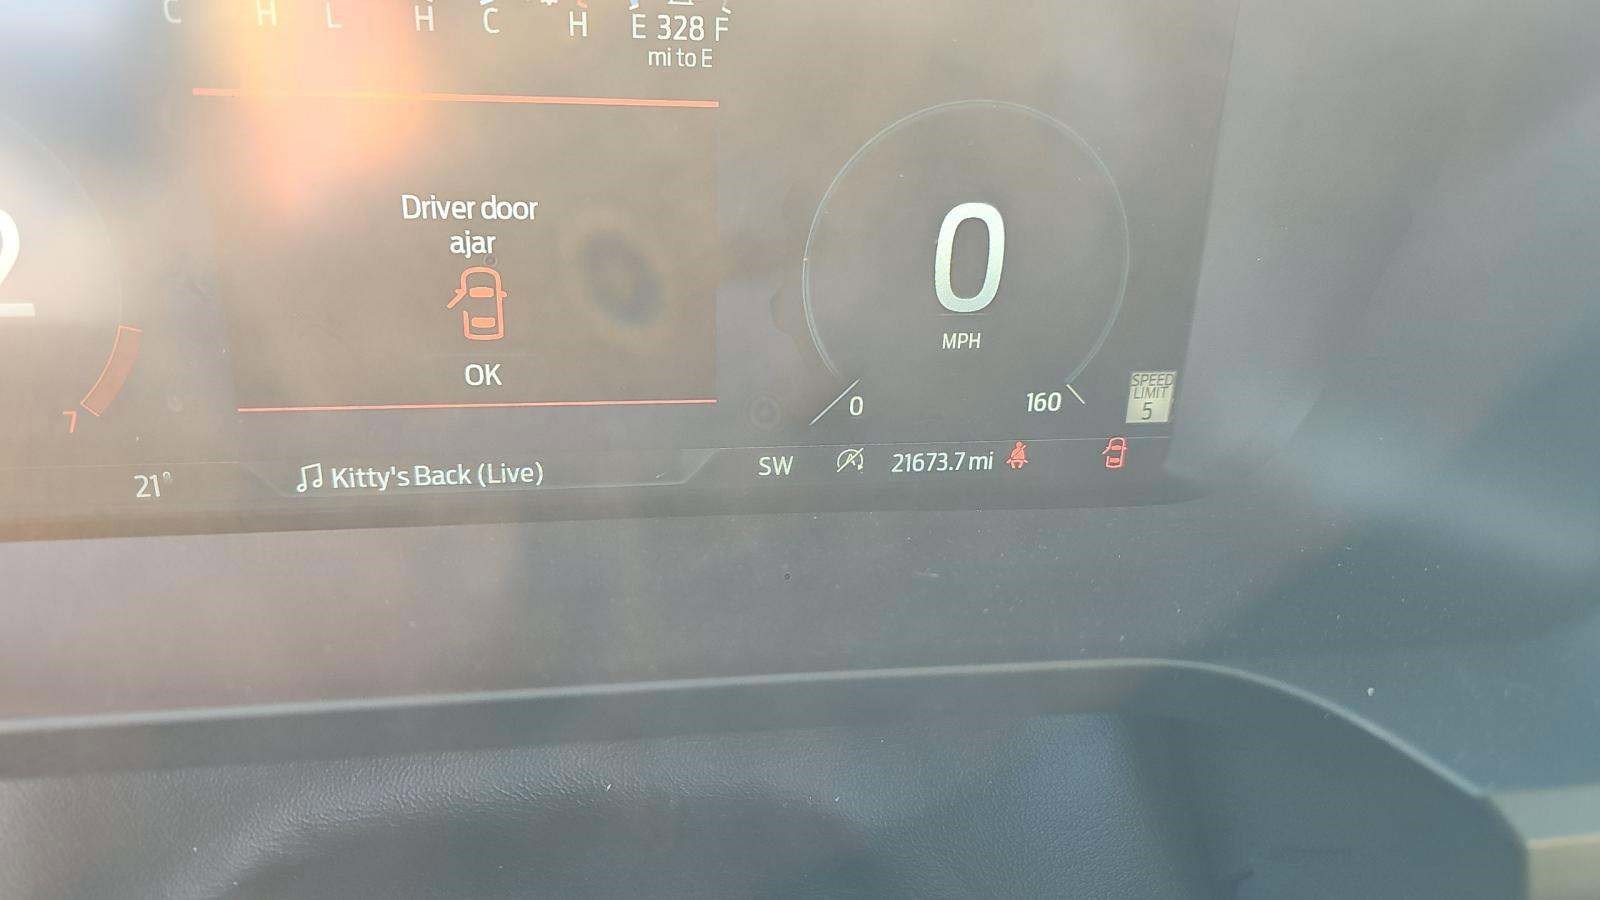 C H L H C H E 328 F
mi to E
Driver door
ajar
OK
7
0
MPH
0 160
SPEED
LIMIT
5
21°
Kitty's Back (Live)
SW
21673.7 mi